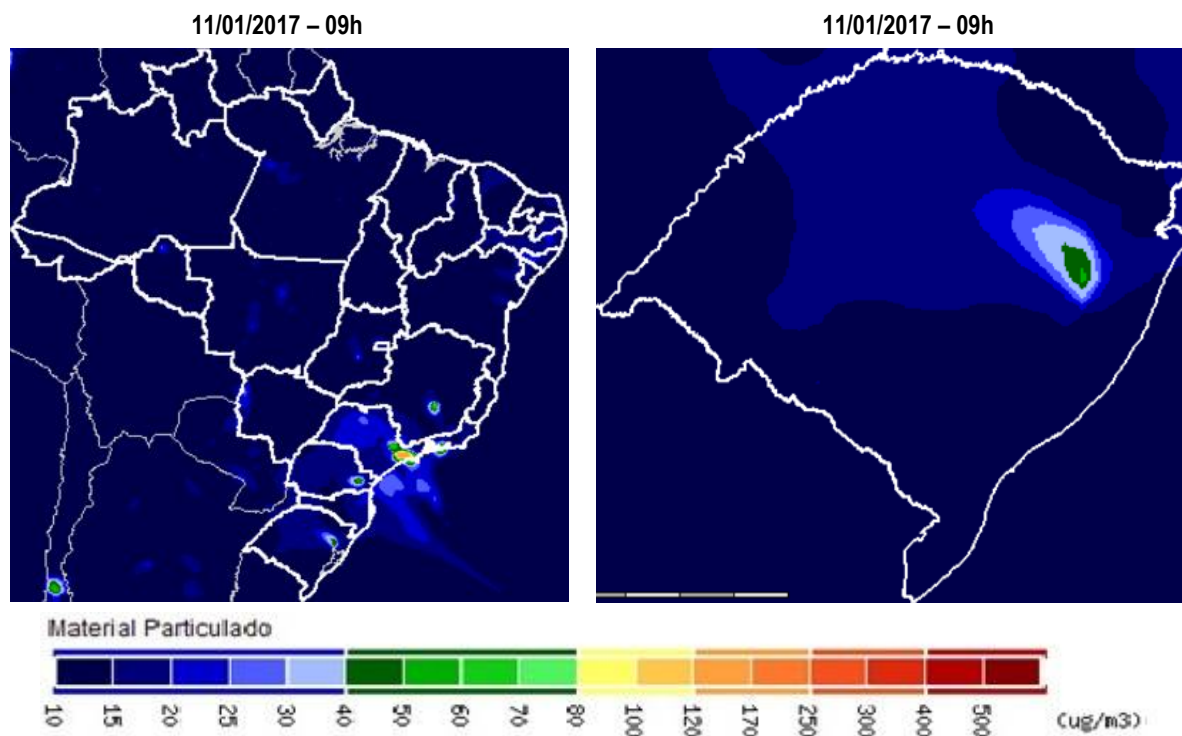 11/01/2017 – 09h
11/01/2017 – 09h
Material Particulado
10 15 20 25 30 40 50 60 70 80 100 120 170 250 300 400 500 (ug/m3)